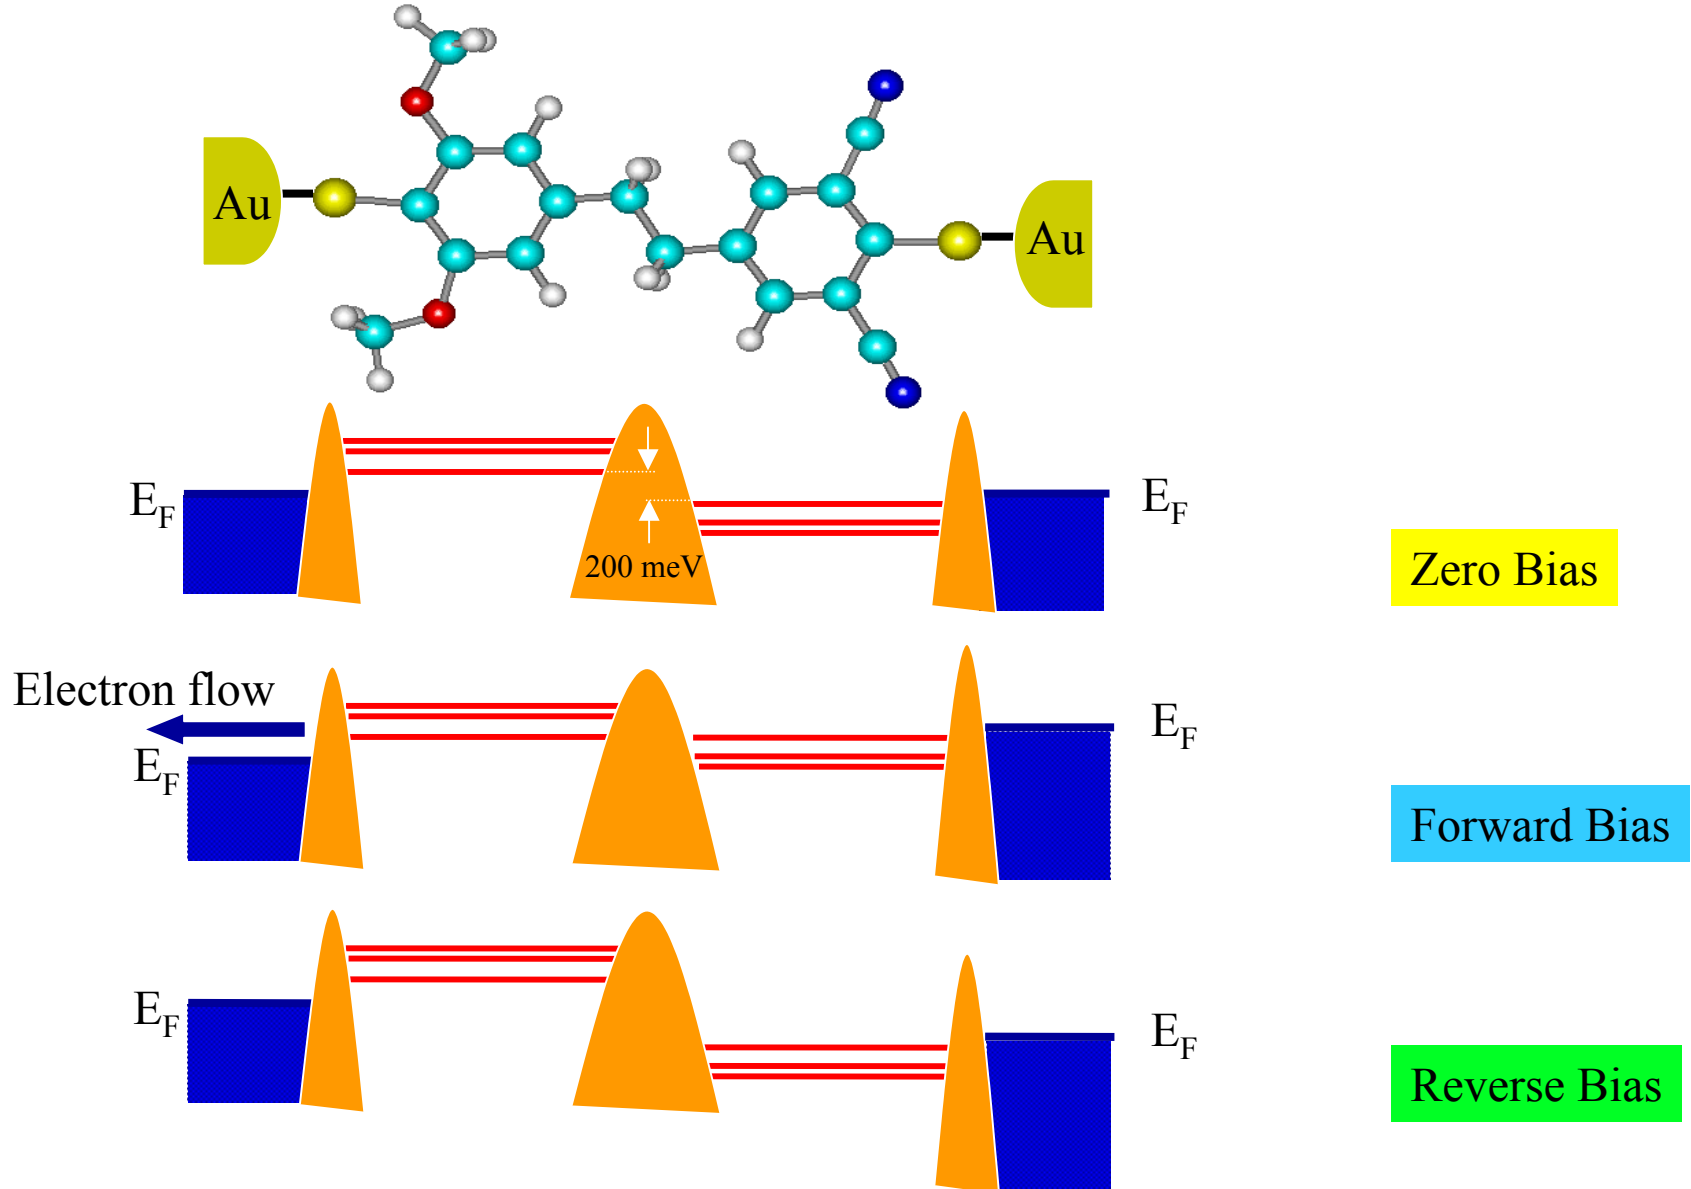 Au
Au
E_F
E_F
200 meV
Zero Bias
Electron flow
E_F
E_F
Forward Bias
E_F
E_F
Reverse Bias